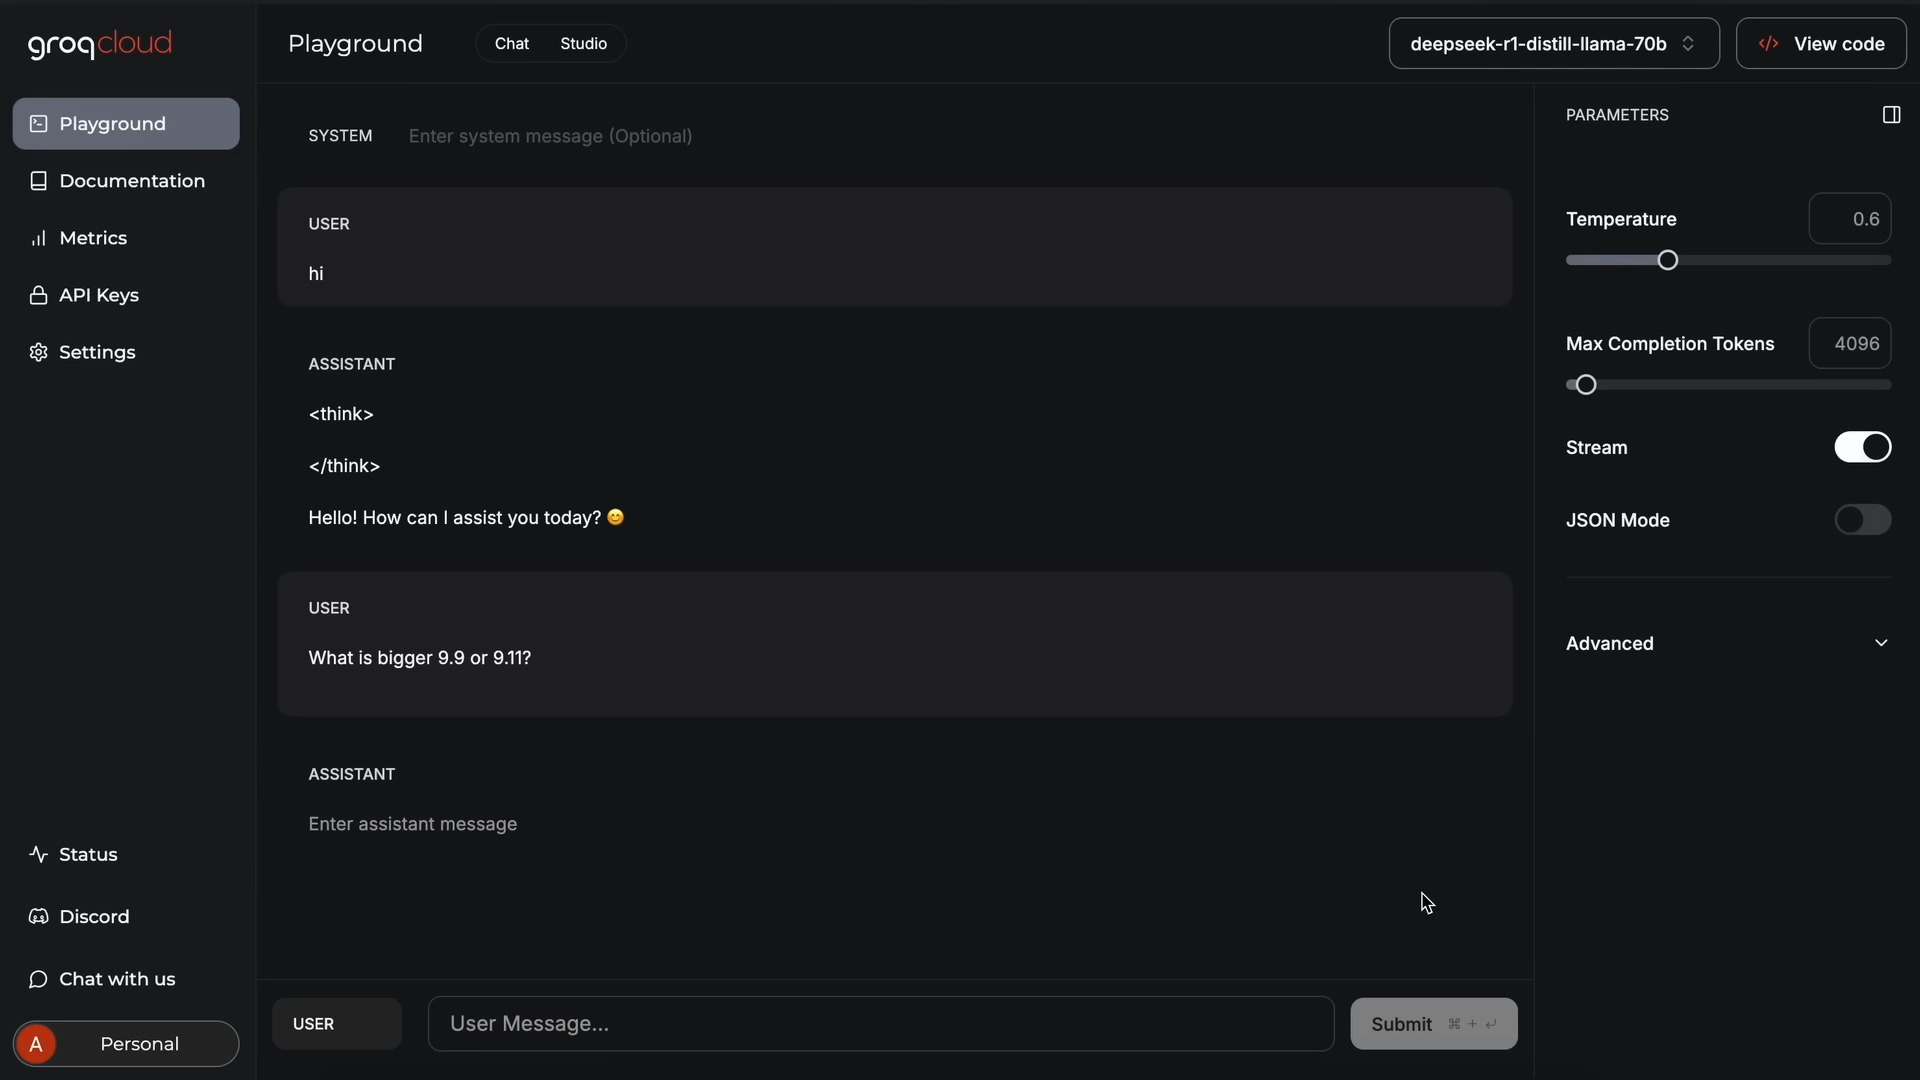 groqcloud
Playground
Documentation
Metrics
API Keys
Settings
Status
Discord
Chat with us
A Personal
Playground Chat Studio
deepseek-r1-distill-llama-70b </> View code
SYSTEM Enter system message (Optional)
USER
hi
ASSISTANT
<think>
</think>
Hello! How can I assist you today? 😊
USER
What is bigger 9.9 or 9.11?
ASSISTANT
Enter assistant message
USER User Message... Submit ⌘ + ↵
PARAMETERS
Temperature 0.6
Max Completion Tokens 4096
Stream
JSON Mode
Advanced